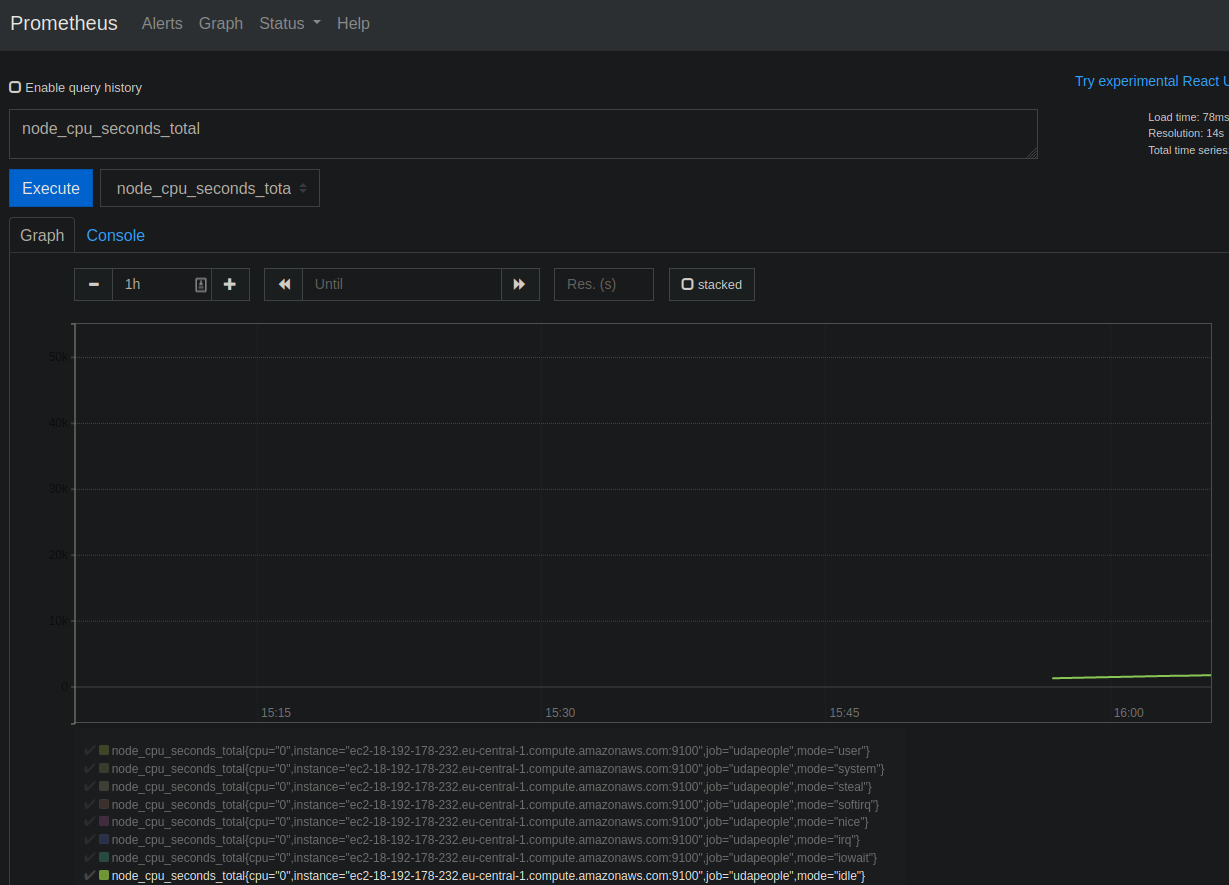 Prometheus Alerts Graph Status Help
Enable query history
Try experimental React U
node_cpu_seconds_total
Load time: 78ms
Resolution: 14s
Total time series:
Execute node_cpu_seconds_tota
Graph Console
1h Until Res. (s) stacked
50k
40k
30k
20k
10k
0
15:15 15:30 15:45 16:00
node_cpu_seconds_total{cpu="0",instance="ec2-18-192-178-232.eu-central-1.compute.amazonaws.com:9100",job="udapeople",mode="user"}
node_cpu_seconds_total{cpu="0",instance="ec2-18-192-178-232.eu-central-1.compute.amazonaws.com:9100",job="udapeople",mode="system"}
node_cpu_seconds_total{cpu="0",instance="ec2-18-192-178-232.eu-central-1.compute.amazonaws.com:9100",job="udapeople",mode="steal"}
node_cpu_seconds_total{cpu="0",instance="ec2-18-192-178-232.eu-central-1.compute.amazonaws.com:9100",job="udapeople",mode="softirq"}
node_cpu_seconds_total{cpu="0",instance="ec2-18-192-178-232.eu-central-1.compute.amazonaws.com:9100",job="udapeople",mode="nice"}
node_cpu_seconds_total{cpu="0",instance="ec2-18-192-178-232.eu-central-1.compute.amazonaws.com:9100",job="udapeople",mode="irq"}
node_cpu_seconds_total{cpu="0",instance="ec2-18-192-178-232.eu-central-1.compute.amazonaws.com:9100",job="udapeople",mode="iowait"}
node_cpu_seconds_total{cpu="0",instance="ec2-18-192-178-232.eu-central-1.compute.amazonaws.com:9100",job="udapeople",mode="idle"}